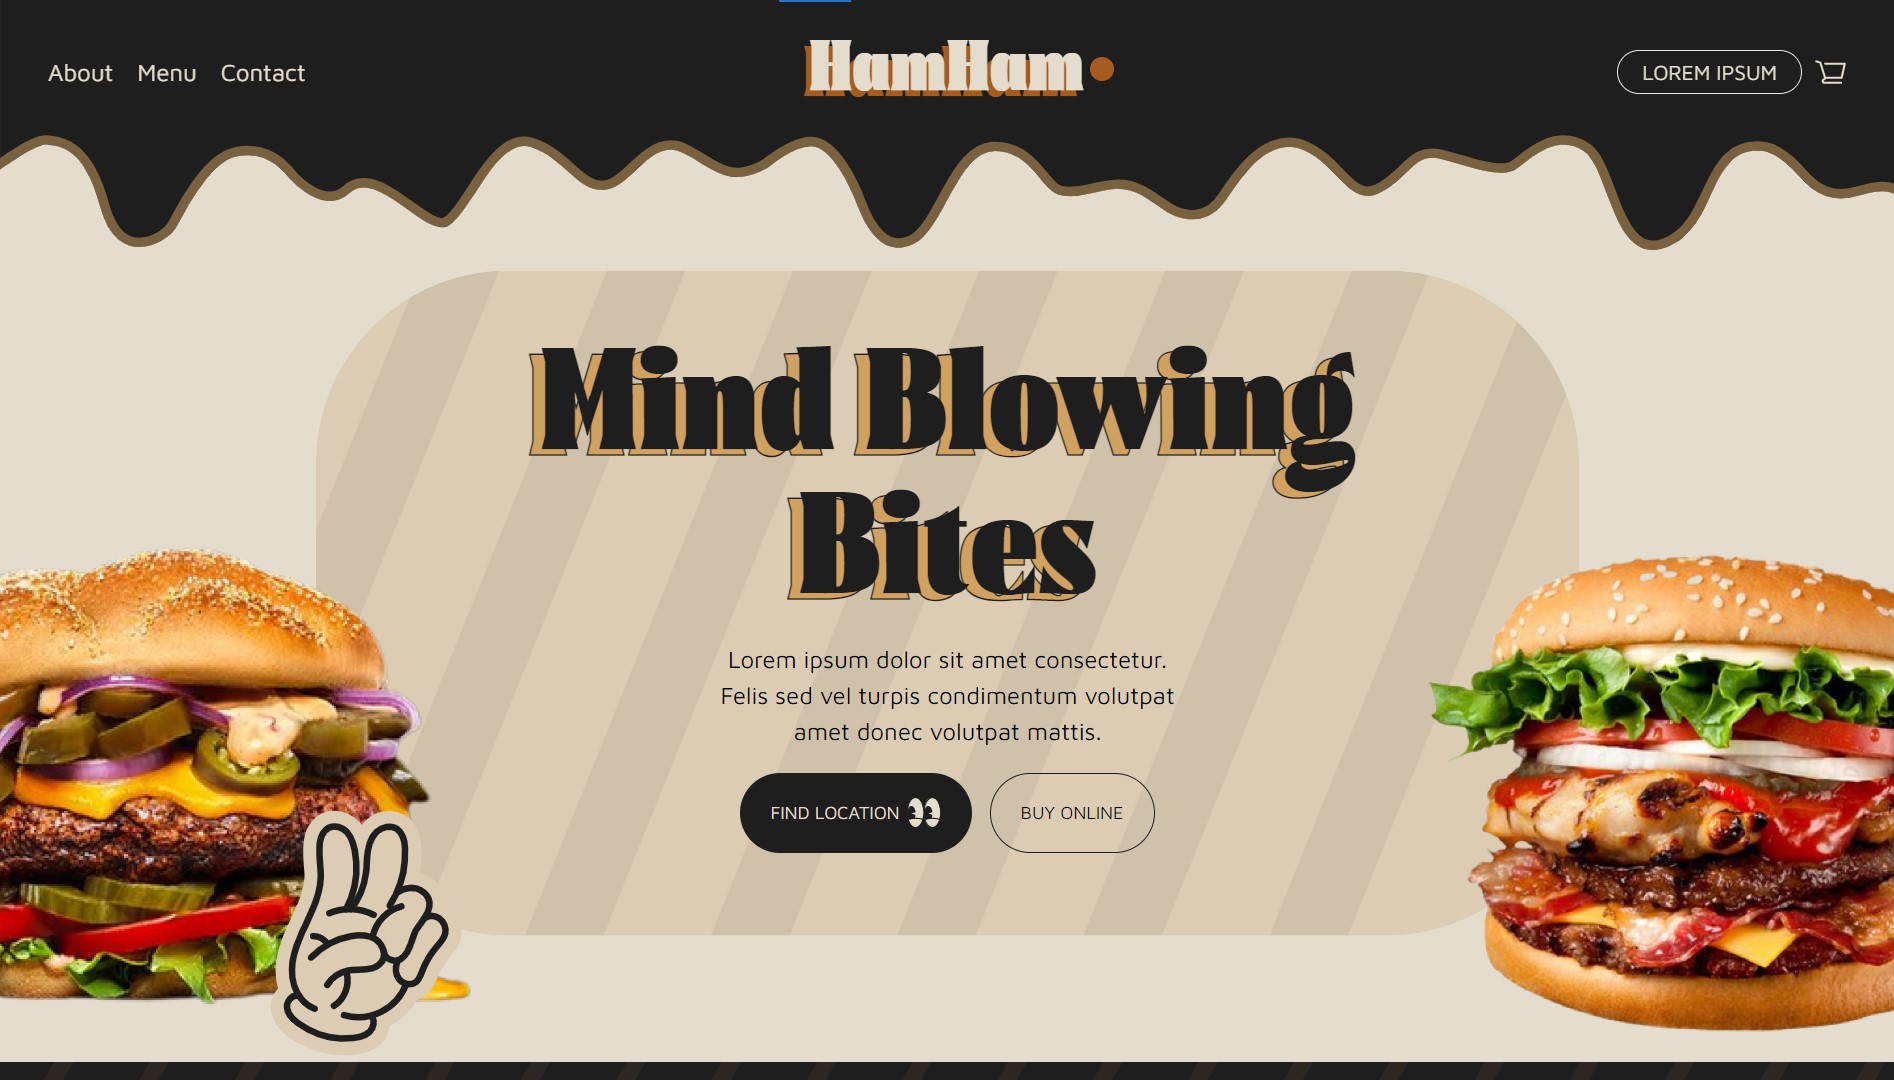 About Menu Contact
HamHam
LOREM IPSUM
Mind Blowing
Bites
Lorem ipsum dolor sit amet consectetur.
Felis sed vel turpis condimentum volutpat
amet donec volutpat mattis.
FIND LOCATION
BUY ONLINE